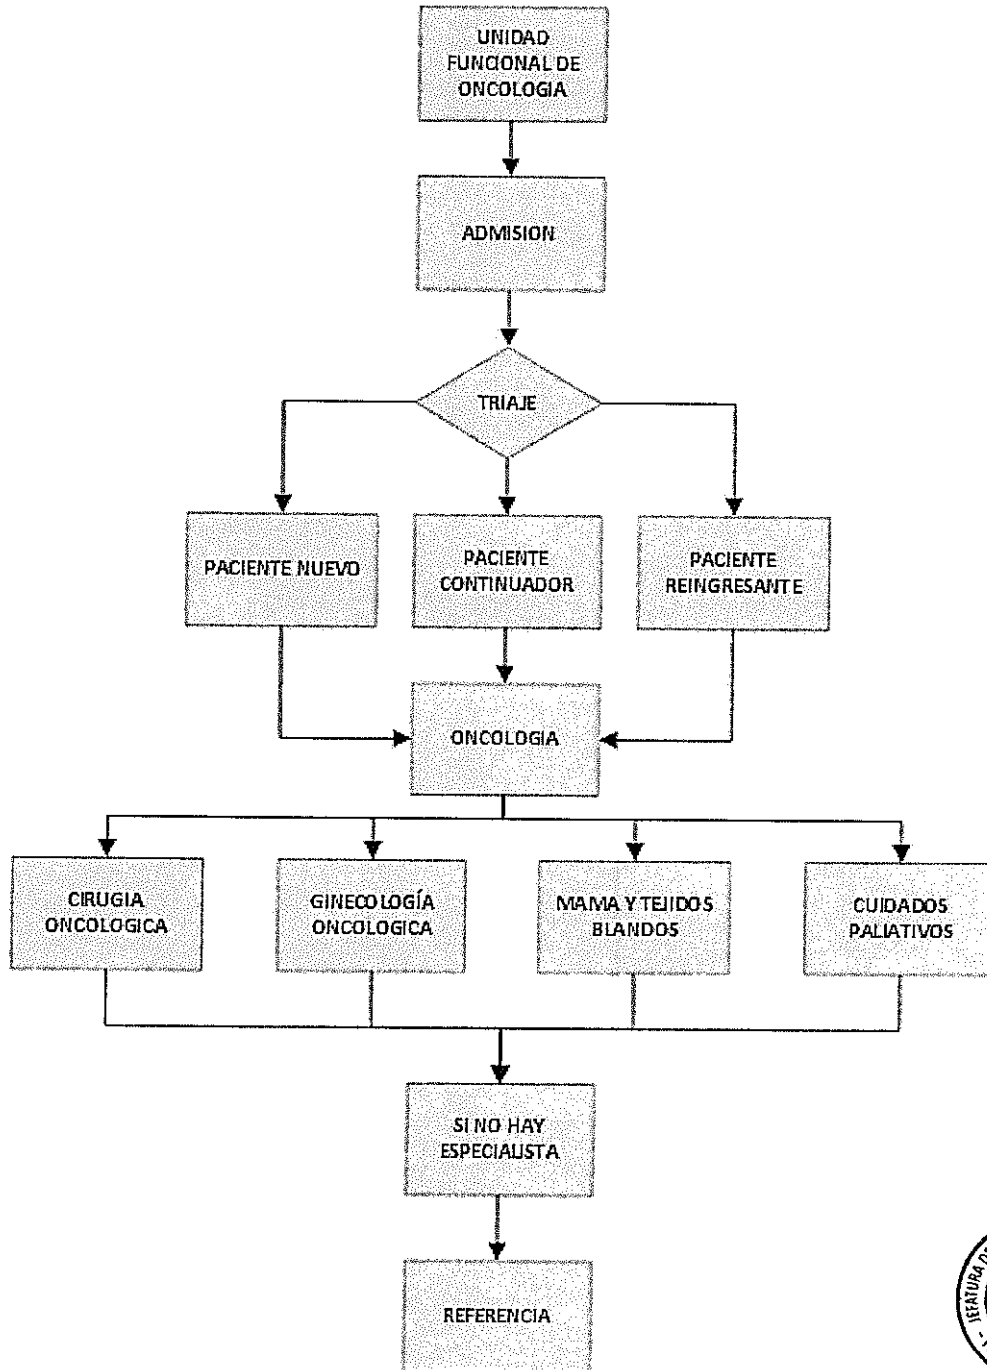 UNIDAD
FUNCIONAL DE
ONCOLOGIA
ADMISION
TRIAJE
PACIENTE NUEVO
PACIENTE
CONTINUADOR
PACIENTE
REINGRESANTE
ONCOLOGIA
CIRUGIA
ONCOLOGICA
GINECOLOGÍA
ONCOLOGICA
MAMA Y TEJIDOS
BLANDOS
CUIDADOS
PALIATIVOS
SI NO HAY
ESPECIALISTA
REFERENCIA
JEFATURA